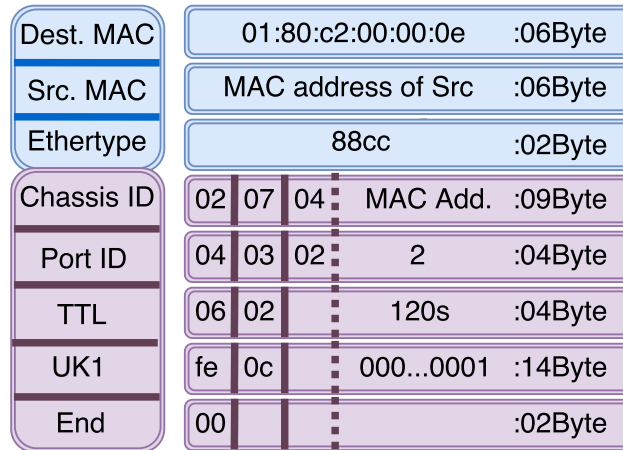 Dest. MAC 01:80:c2:00:00:0e :06Byte
Src. MAC MAC address of Src :06Byte
Ethertype 88cc :02Byte
Chassis ID 02 07 04 MAC Add. :09Byte
Port ID 04 03 02 2 :04Byte
TTL 06 02 120s :04Byte
UK1 fe 0c 000...0001 :14Byte
End 00 :02Byte